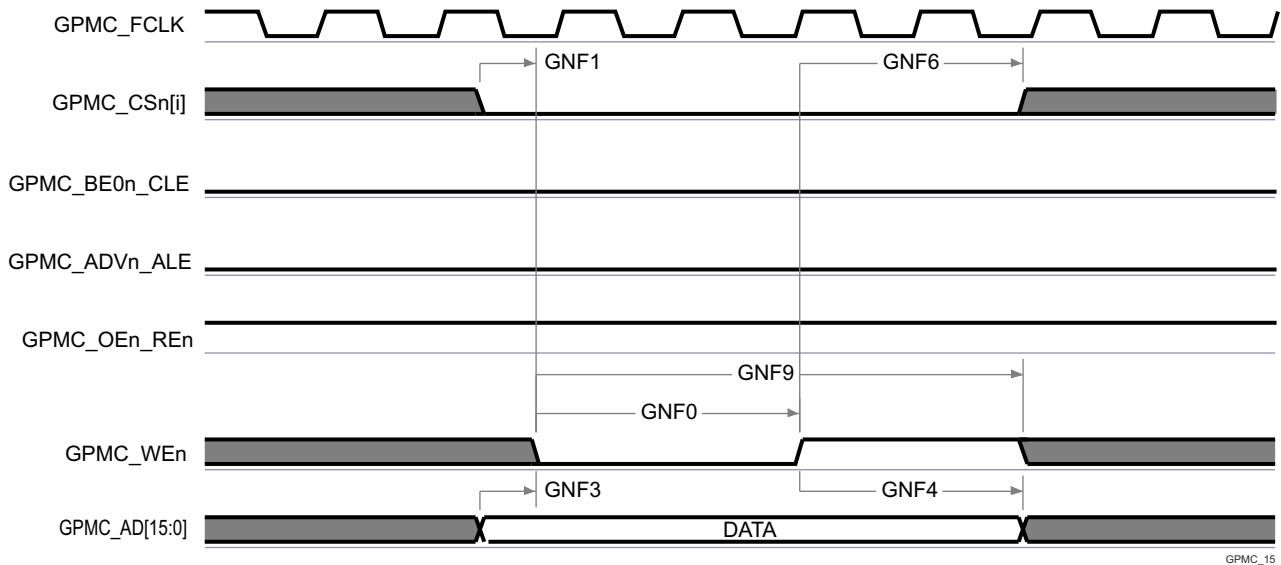 GPMC_FCLK
GNF1
GNF6
GPMC_CSn[i]
GPMC_BE0n_CLE
GPMC_ADVn_ALE
GPMC_OEn_REn
GNF9
GNF0
GPMC_WEn
GNF3
GNF4
GPMC_AD[15:0]
DATA
GPMC_15